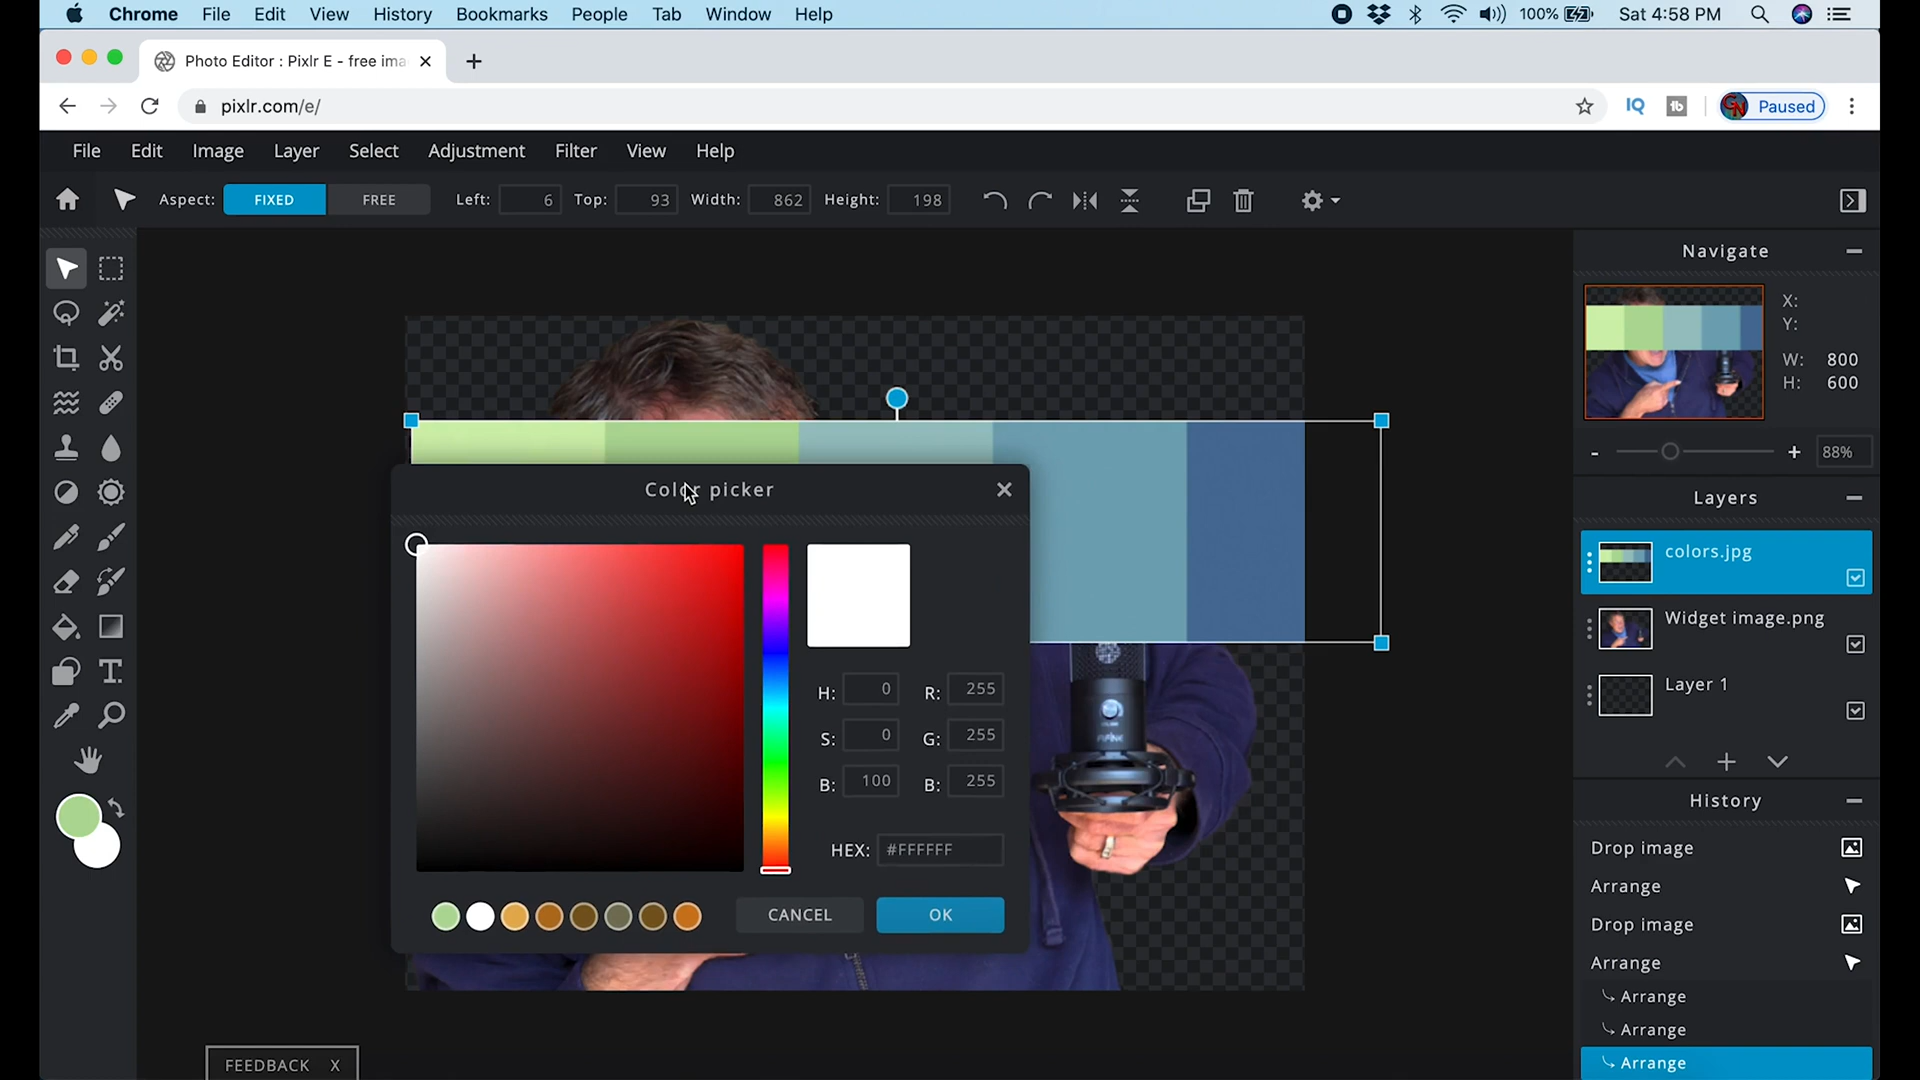 Chrome File Edit View History Bookmarks People Tab Window Help 100% Sat 4:58 PM
Photo Editor : Pixlr E - free ima
pixlr.com/e/ IQ tb GN Paused
File Edit Image Layer Select Adjustment Filter View Help
Aspect: FIXED FREE Left: 6 Top: 93 Width: 862 Height: 198
Navigate
X:
Y:
W: 800
H: 600
- + 88%
Layers
colors.jpg
Widget image.png
Layer 1
History
Drop image
Arrange
Drop image
Arrange
Arrange
Arrange
Arrange
Color picker
H: 0 R: 255
S: 0 G: 255
B: 100 B: 255
HEX: #FFFFFF
CANCEL OK
FIFINE
FEEDBACK X